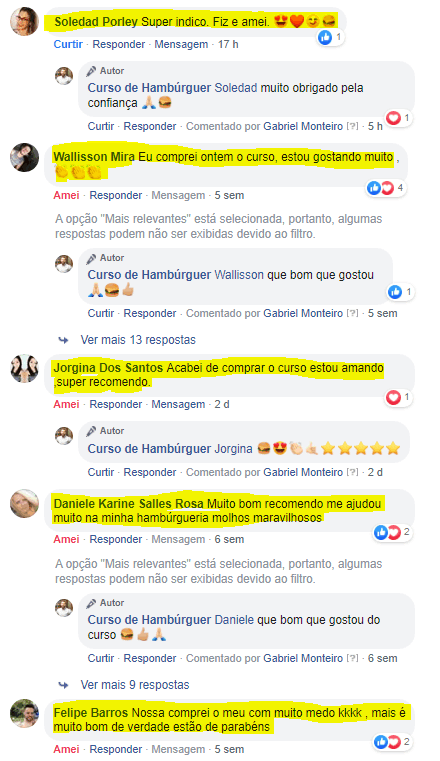 Soledad Porley Super indico. Fiz e amei. 😍❤️😋🍔
1
Curtir · Responder · Mensagem · 17 h
Autor
Curso de Hambúrguer Soledad muito obrigado pela
confiança 🙏🏼🍔
1
Curtir · Responder · Comentado por Gabriel Monteiro [?] · 5 h
Wallisson Mira Eu comprei ontem o curso, estou gostando muito ,
👏👏👏
4
Amei · Responder · Mensagem · 5 sem
A opção "Mais relevantes" está selecionada, portanto, algumas
respostas podem não ser exibidas devido ao filtro.
Autor
Curso de Hambúrguer Wallisson que bom que gostou
🙏🏼🍔👍🏼
1
Curtir · Responder · Comentado por Gabriel Monteiro [?] · 5 sem
Ver mais 13 respostas
Jorgina Dos Santos Acabei de comprar o curso estou amando
,super recomendo.
1
Amei · Responder · Mensagem · 2 d
Autor
Curso de Hambúrguer Jorgina 🍔😍👏🏻🤙🏻⭐⭐⭐⭐⭐
Curtir · Responder · Comentado por Gabriel Monteiro [?] · 2 d
Daniele Karine Salles Rosa Muito bom recomendo me ajudou
muito na minha hambúrgueria molhos maravilhosos
2
Amei · Responder · Mensagem · 6 sem
A opção "Mais relevantes" está selecionada, portanto, algumas
respostas podem não ser exibidas devido ao filtro.
Autor
Curso de Hambúrguer Daniele que bom que gostou do
curso 🍔👍🏼🙏🏼
Curtir · Responder · Comentado por Gabriel Monteiro [?] · 6 sem
Ver mais 9 respostas
Felipe Barros Nossa comprei o meu com muito medo kkkk , mais é
muito bom de verdade estão de parabéns
2
Amei · Responder · Mensagem · 5 sem